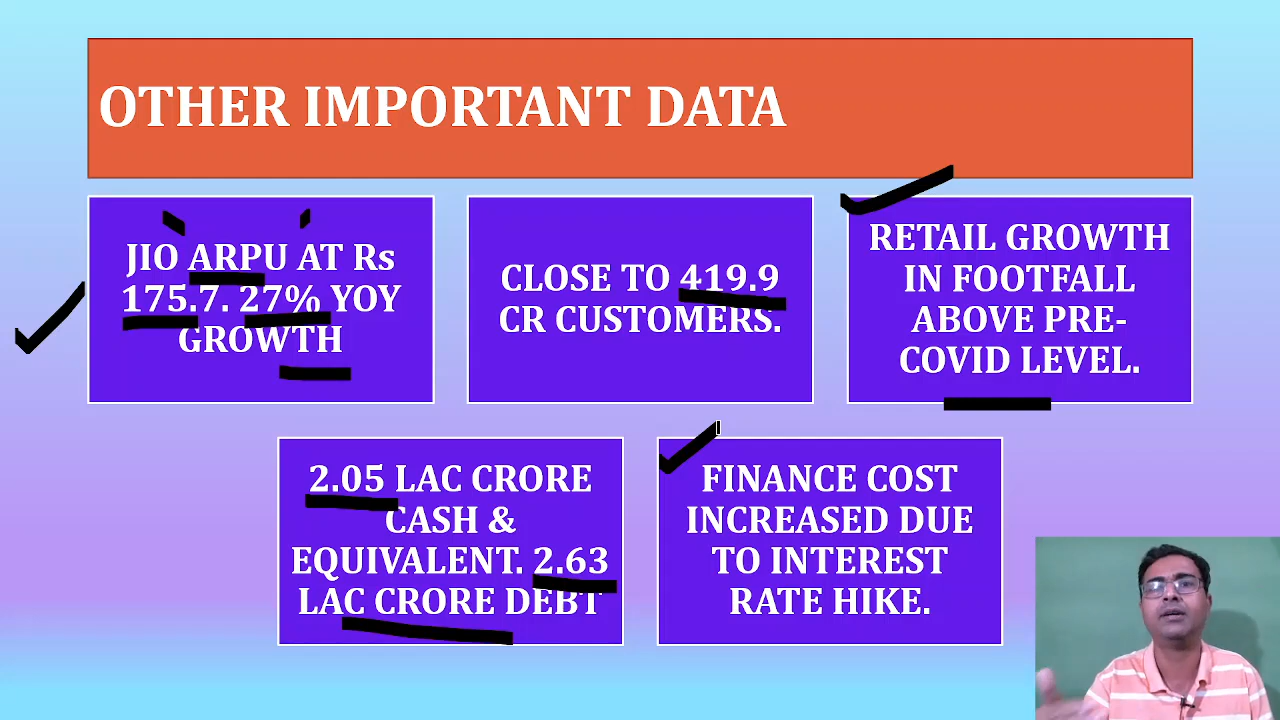 OTHER IMPORTANT DATA
JIO ARPU AT Rs
175.7. 27% YOY
GROWTH
CLOSE TO 419.9
CR CUSTOMERS.
RETAIL GROWTH
IN FOOTFALL
ABOVE PRE-
COVID LEVEL.
2.05 LAC CRORE
CASH &
EQUIVALENT. 2.63
LAC CRORE DEBT
FINANCE COST
INCREASED DUE
TO INTEREST
RATE HIKE.